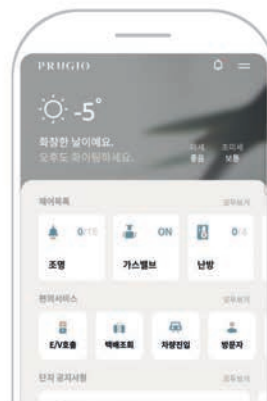 PRUGIO
-5°
화창한 날이에요.
오후도 화이팅하세요.
미세 초미세
좋음 보통
제어목록 모두보기
0/18 ON 0/4
조명 가스밸브 난방
편의서비스 모두보기
E/V호출 택배조회 차량진입 방문자
단지 공지사항 모두보기